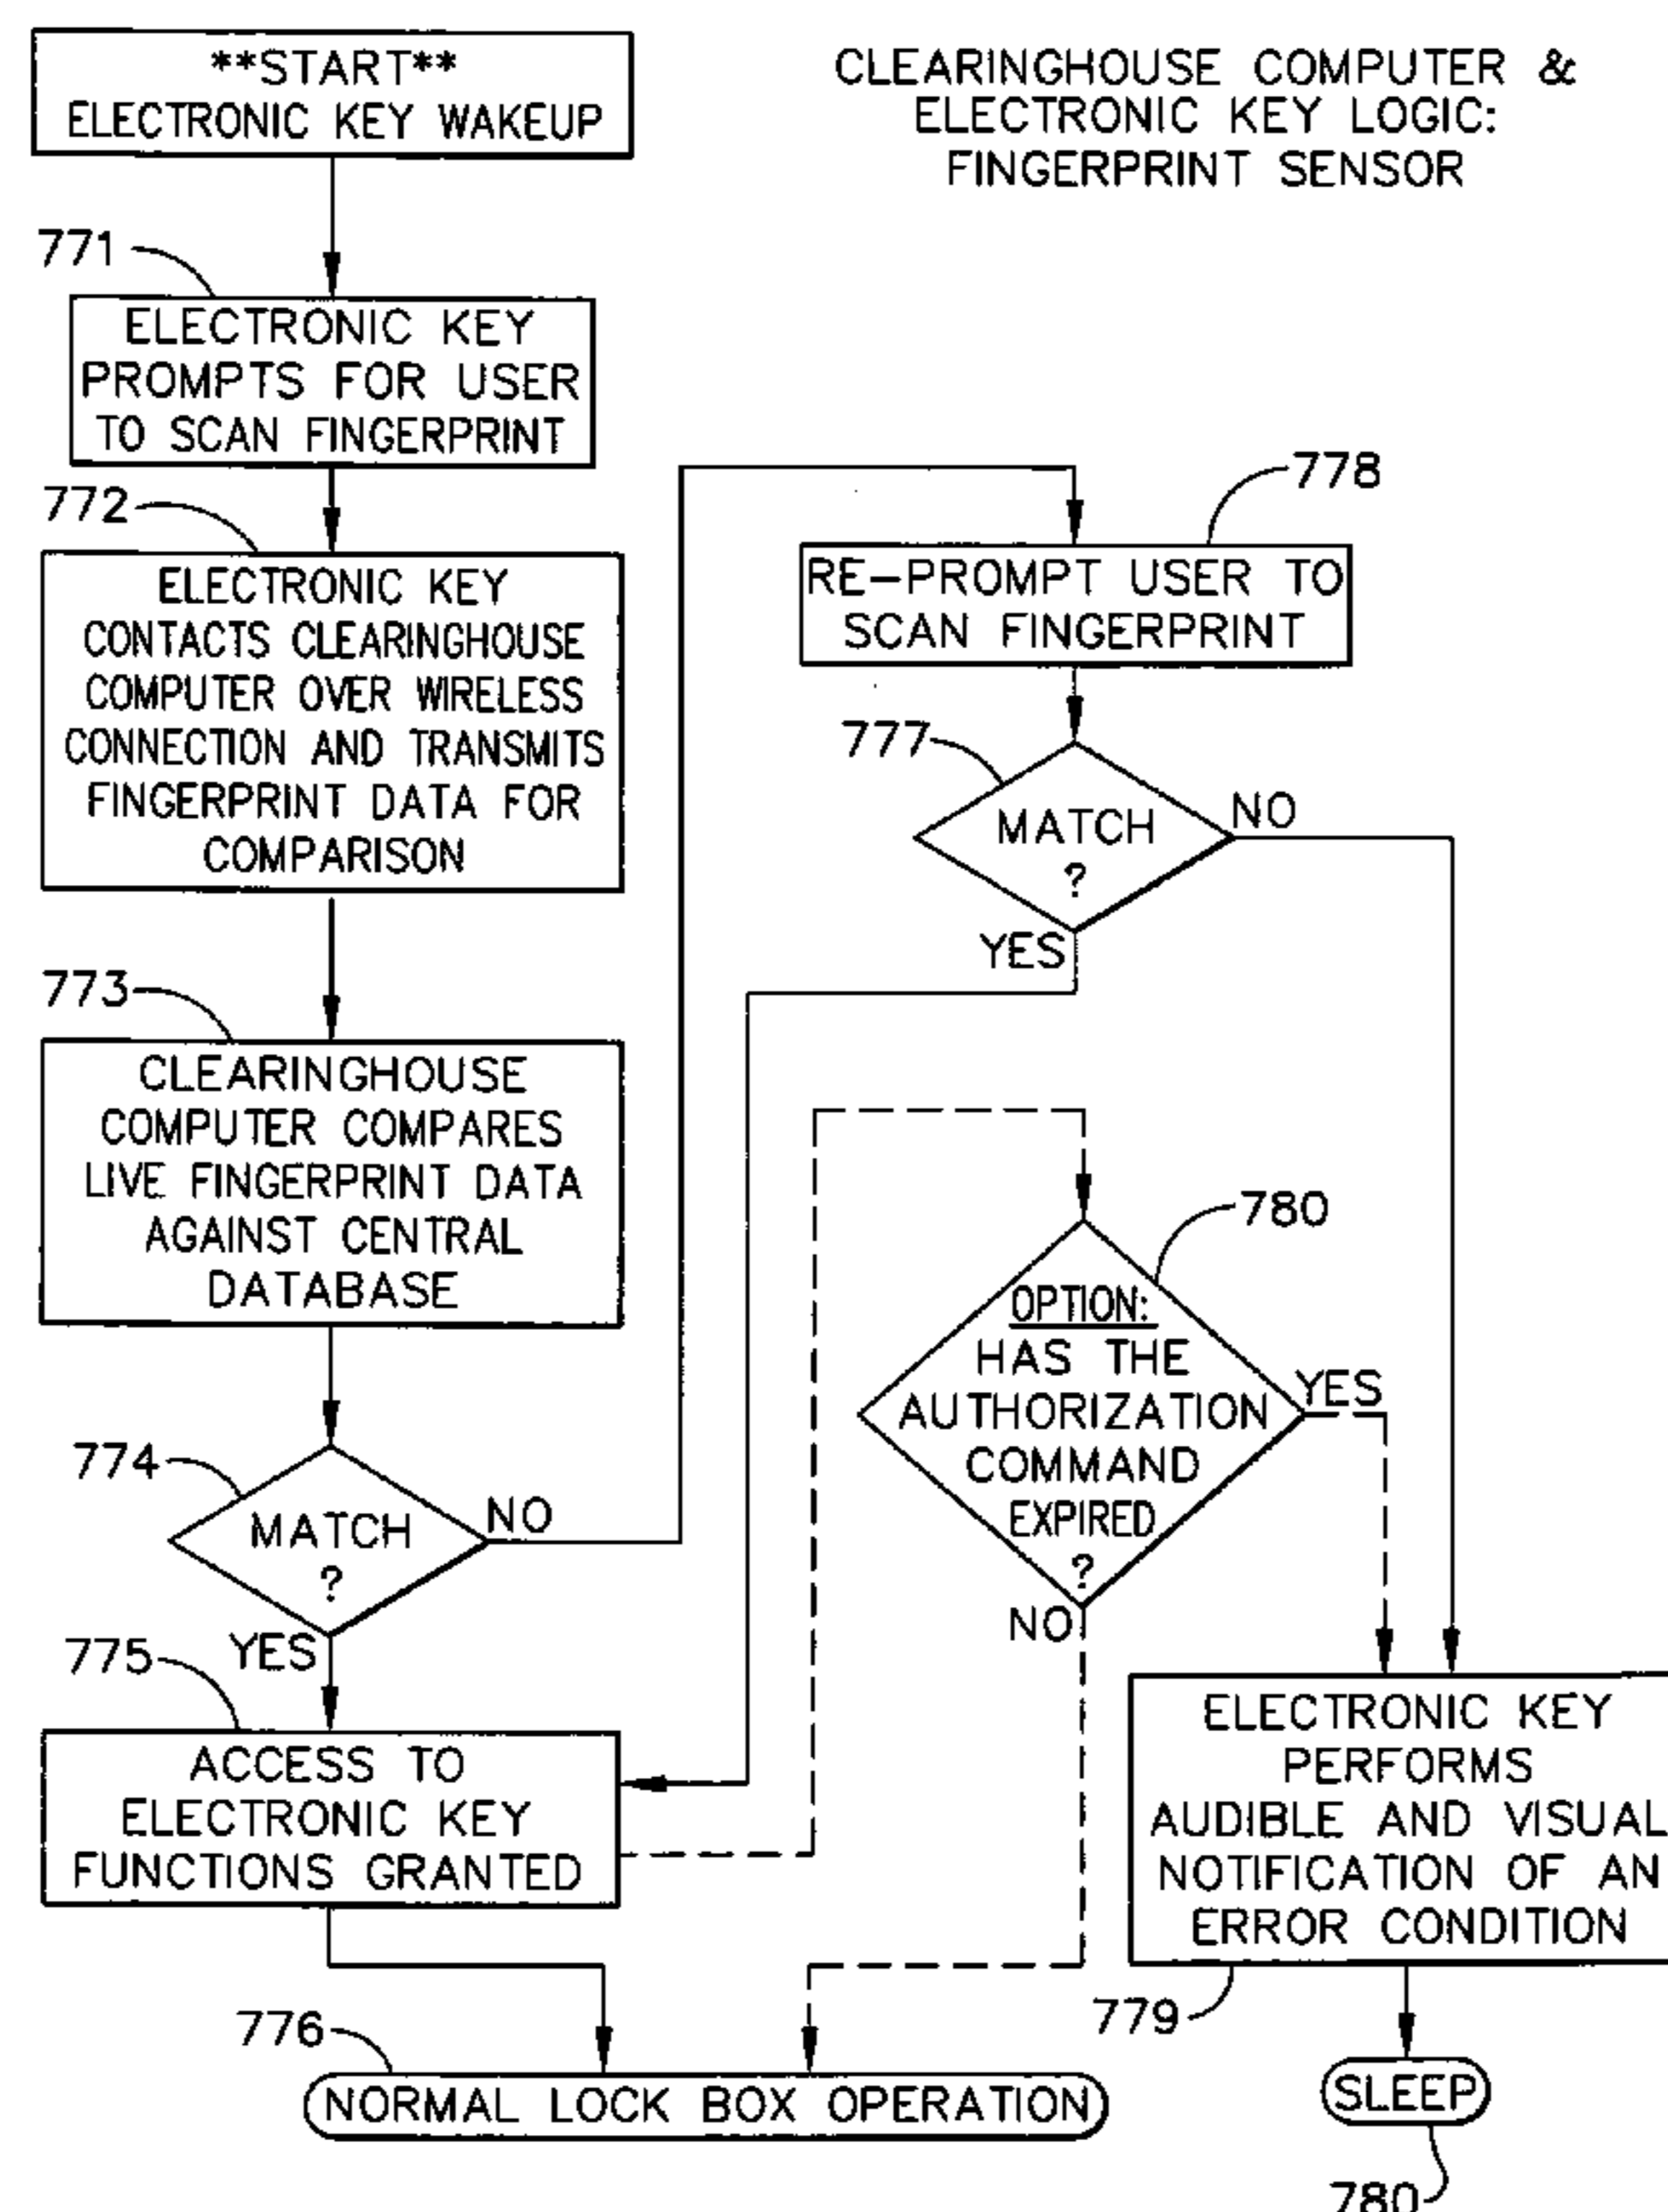 **START**
ELECTRONIC KEY WAKEUP
CLEARINGHOUSE COMPUTER &
ELECTRONIC KEY LOGIC:
FINGERPRINT SENSOR
771
ELECTRONIC KEY
PROMPTS FOR USER
TO SCAN FINGERPRINT
772
ELECTRONIC KEY
CONTACTS CLEARINGHOUSE
COMPUTER OVER WIRELESS
CONNECTION AND TRANSMITS
FINGERPRINT DATA FOR
COMPARISON
773
CLEARINGHOUSE
COMPUTER COMPARES
LIVE FINGERPRINT DATA
AGAINST CENTRAL
DATABASE
774
MATCH
?
NO
YES
775
ACCESS TO
ELECTRONIC KEY
FUNCTIONS GRANTED
776
NORMAL LOCK BOX OPERATION
778
RE-PROMPT USER TO
SCAN FINGERPRINT
777
MATCH
?
NO
YES
780
OPTION:
HAS THE
AUTHORIZATION
COMMAND
EXPIRED
?
YES
NO
ELECTRONIC KEY
PERFORMS
AUDIBLE AND VISUAL
NOTIFICATION OF AN
ERROR CONDITION
779
SLEEP
780